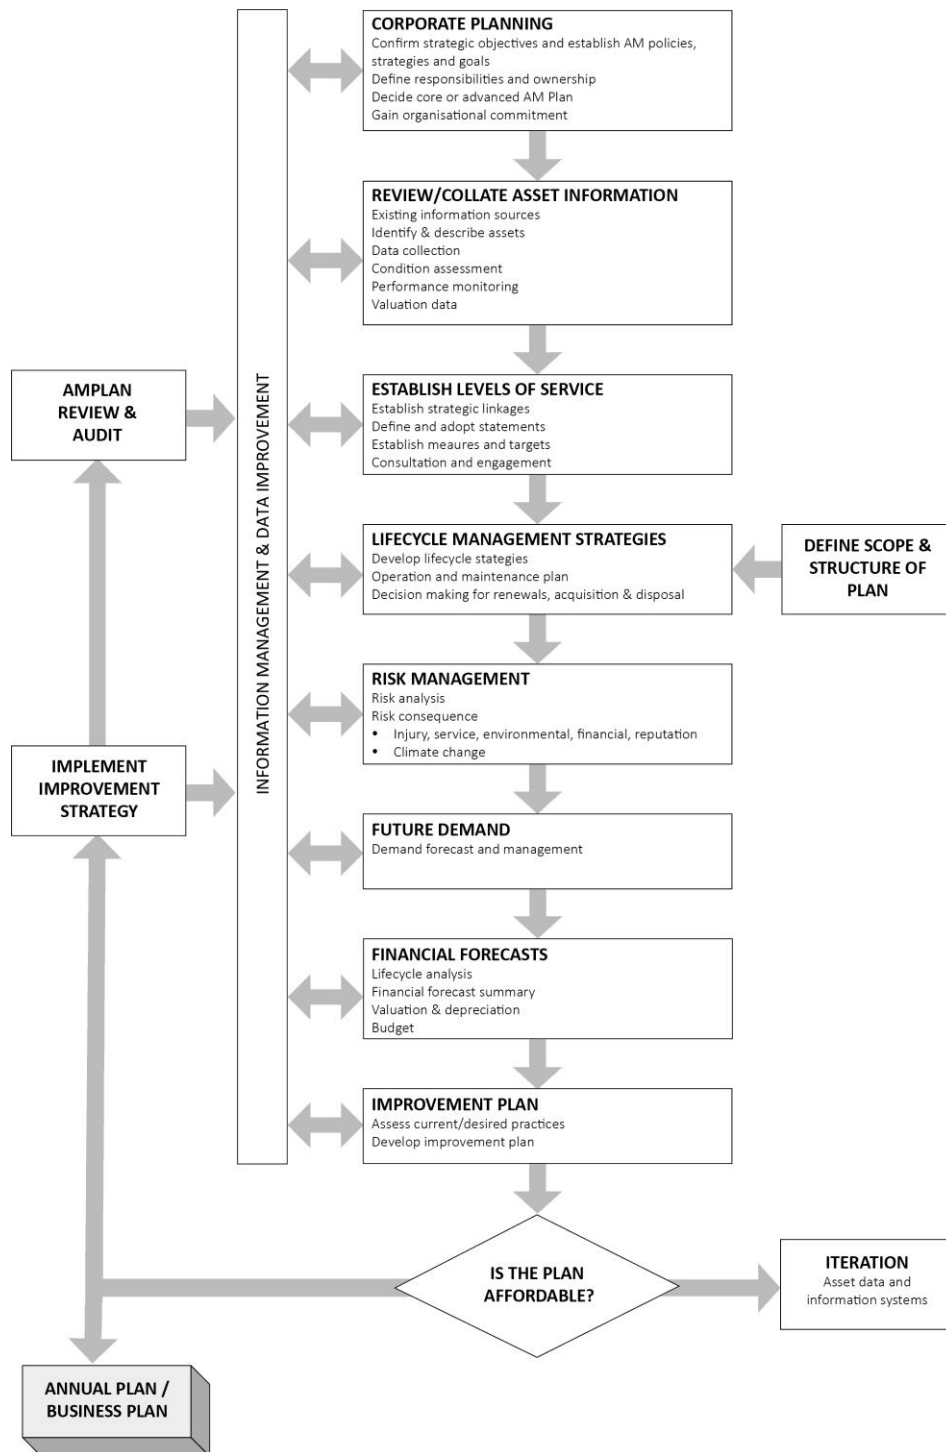 CORPORATE PLANNING
Confirm strategic objectives and establish AM policies,
strategies and goals
Define responsibilities and ownership
Decide core or advanced AM Plan
Gain organisational commitment
REVIEW/COLLATE ASSET INFORMATION
Existing information sources
Identify & describe assets
Data collection
Condition assessment
Performance monitoring
Valuation data
INFORMATION MANAGEMENT & DATA IMPROVEMENT
AMPLAN
REVIEW &
AUDIT
ESTABLISH LEVELS OF SERVICE
Establish strategic linkages
Define and adopt statements
Establish measures and targets
Consultation and engagement
LIFECYCLE MANAGEMENT STRATEGIES
Develop lifecycle stategies
Operation and maintenance plan
Decision making for renewals, acquisition & disposal
DEFINE SCOPE &
STRUCTURE OF
PLAN
RISK MANAGEMENT
Risk analysis
Risk consequence
• Injury, service, environmental, financial, reputation
• Climate change
IMPLEMENT
IMPROVEMENT
STRATEGY
FUTURE DEMAND
Demand forecast and management
FINANCIAL FORECASTS
Lifecycle analysis
Financial forecast summary
Valuation & depreciation
Budget
IMPROVEMENT PLAN
Assess current/desired practices
Develop improvement plan
IS THE PLAN
AFFORDABLE?
ITERATION
Asset data and
information systems
ANNUAL PLAN /
BUSINESS PLAN